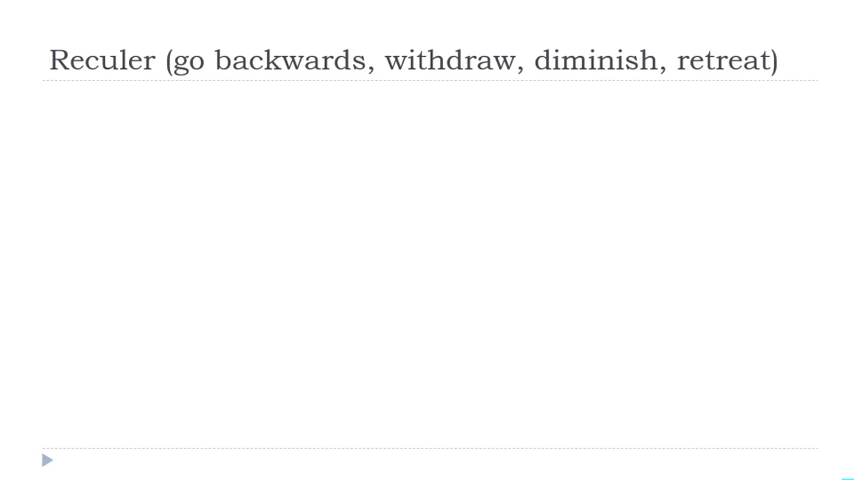 Reculer (go backwards, withdraw, diminish, retreat)